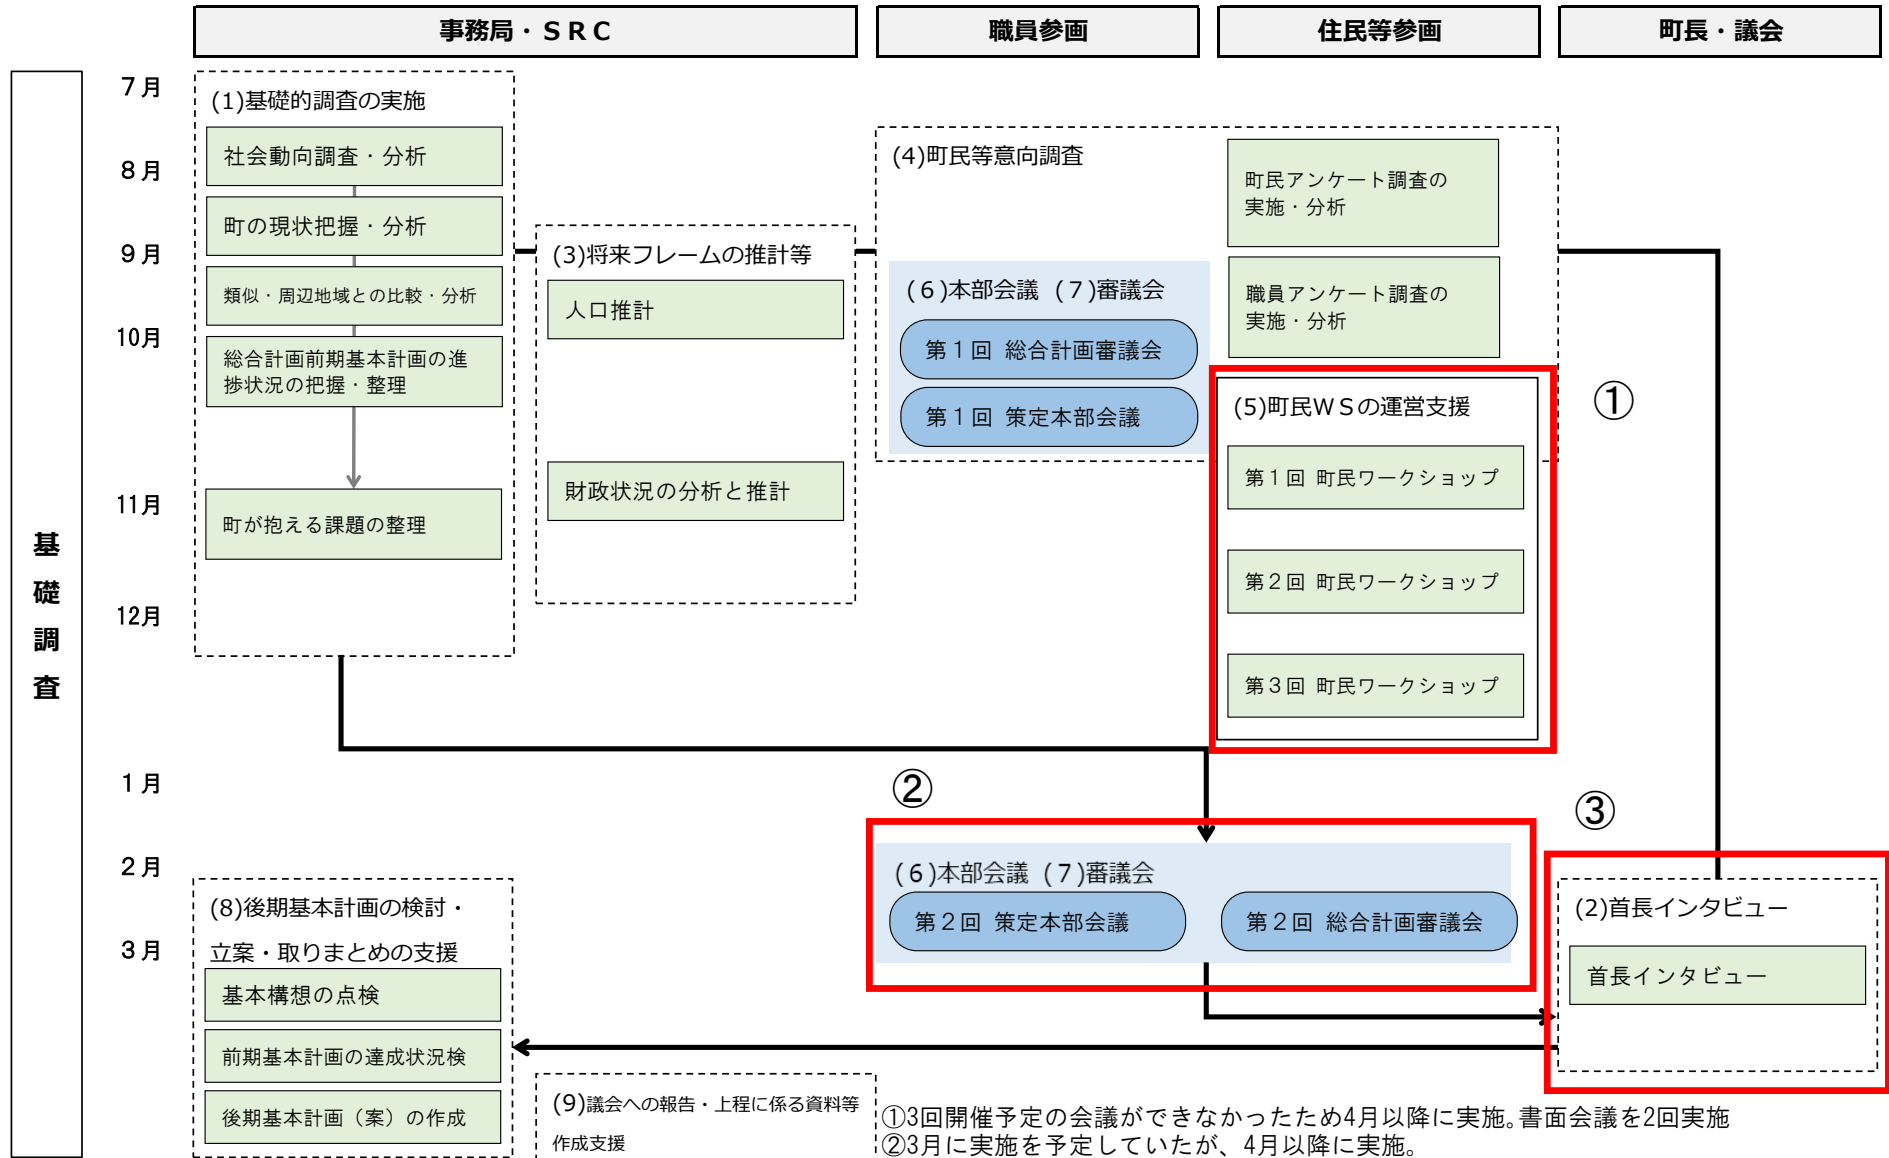 事務局・ＳＲＣ
職員参画
住民等参画
町長・議会
基礎調査
7月
8月
9月
10月
11月
12月
1月
2月
3月
(1)基礎的調査の実施
社会動向調査・分析
町の現状把握・分析
類似・周辺地域との比較・分析
総合計画前期基本計画の進
捗状況の把握・整理
町が抱える課題の整理
(3)将来フレームの推計等
人口推計
財政状況の分析と推計
(4)町民等意向調査
町民アンケート調査の
実施・分析
職員アンケート調査の
実施・分析
(６)本部会議 (７)審議会
第１回 総合計画審議会
第１回 策定本部会議
①
(5)町民ＷＳの運営支援
第１回 町民ワークショップ
第２回 町民ワークショップ
第３回 町民ワークショップ
②
(６)本部会議 (７)審議会
第２回 策定本部会議
第２回 総合計画審議会
③
(2)首長インタビュー
首長インタビュー
(8)後期基本計画の検討・
立案・取りまとめの支援
基本構想の点検
前期基本計画の達成状況検
後期基本計画（案）の作成
(9)議会への報告・上程に係る資料等
作成支援
①3回開催予定の会議ができなかったため4月以降に実施。書面会議を2回実施
②3月に実施を予定していたが、4月以降に実施。